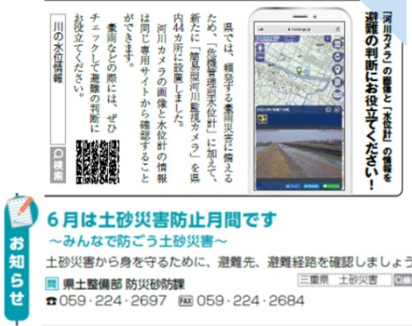 「河川カメラ」の画像と「水位計」の情報を
避難の判断にお役立てください！
県では、頻発する豪雨災害に備える
ため、「危機管理型水位計」に加えて、
新たに「簡易型河川監視カメラ」を県
内44カ所に設置しました。
河川カメラの画像と水位計の情報
は同じ専用サイトから確認すること
ができます。
豪雨などの際には、ぜひ
チェックして避難の判断に
お役立てください。
川の水位情報
検索
お知らせ
6月は土砂災害防止月間です
～みんなで防ごう土砂災害～
土砂災害から身を守るために、避難先、避難経路を確認しましょう
三重県 土砂災害
問 県土整備部 防災砂防課
☎059・224・2697 FAX 059・224・2684